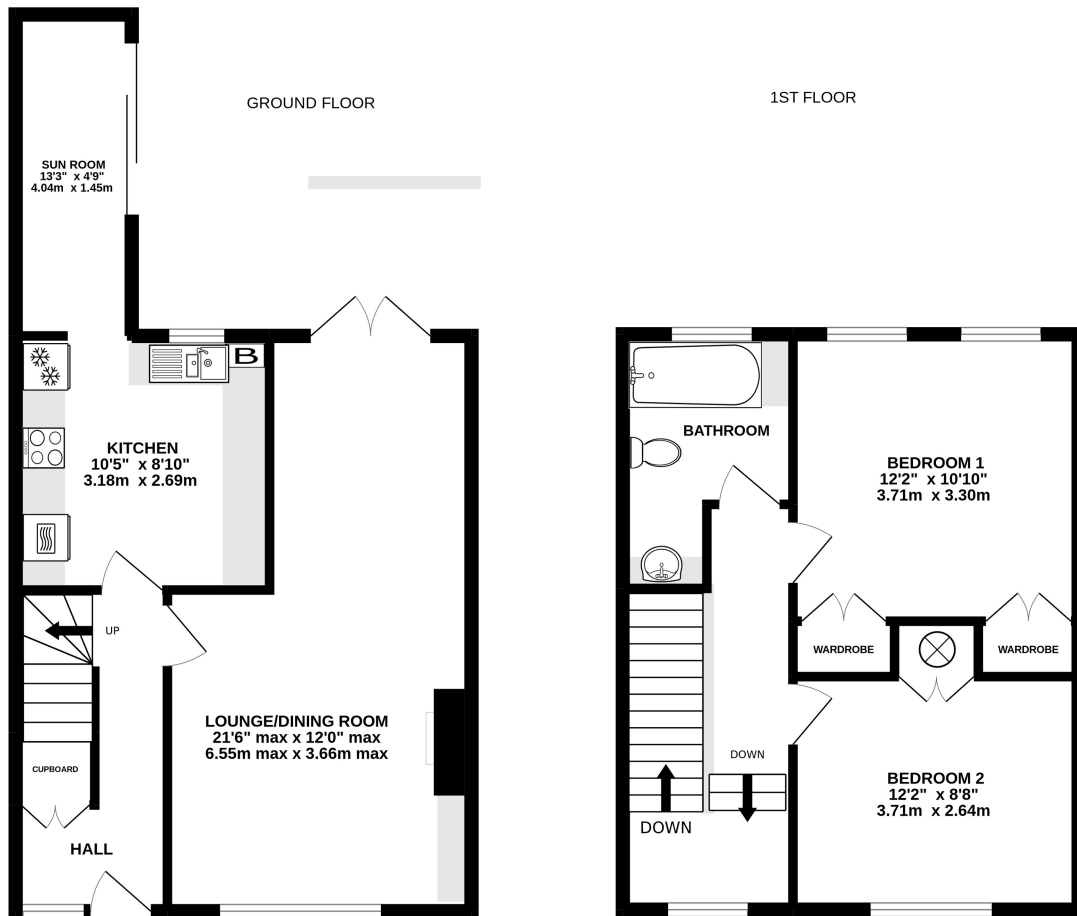 GROUND FLOOR
SUN ROOM
13'3" x 4'9"
4.04m x 1.45m
B
KITCHEN
10'5" x 8'10"
3.18m x 2.69m
UP
LOUNGE/DINING ROOM
21'6" max x 12'0" max
6.55m max x 3.66m max
CUPBOARD
HALL
1ST FLOOR
BATHROOM
BEDROOM 1
12'2" x 10'10"
3.71m x 3.30m
WARDROBE
WARDROBE
DOWN
DOWN
BEDROOM 2
12'2" x 8'8"
3.71m x 2.64m